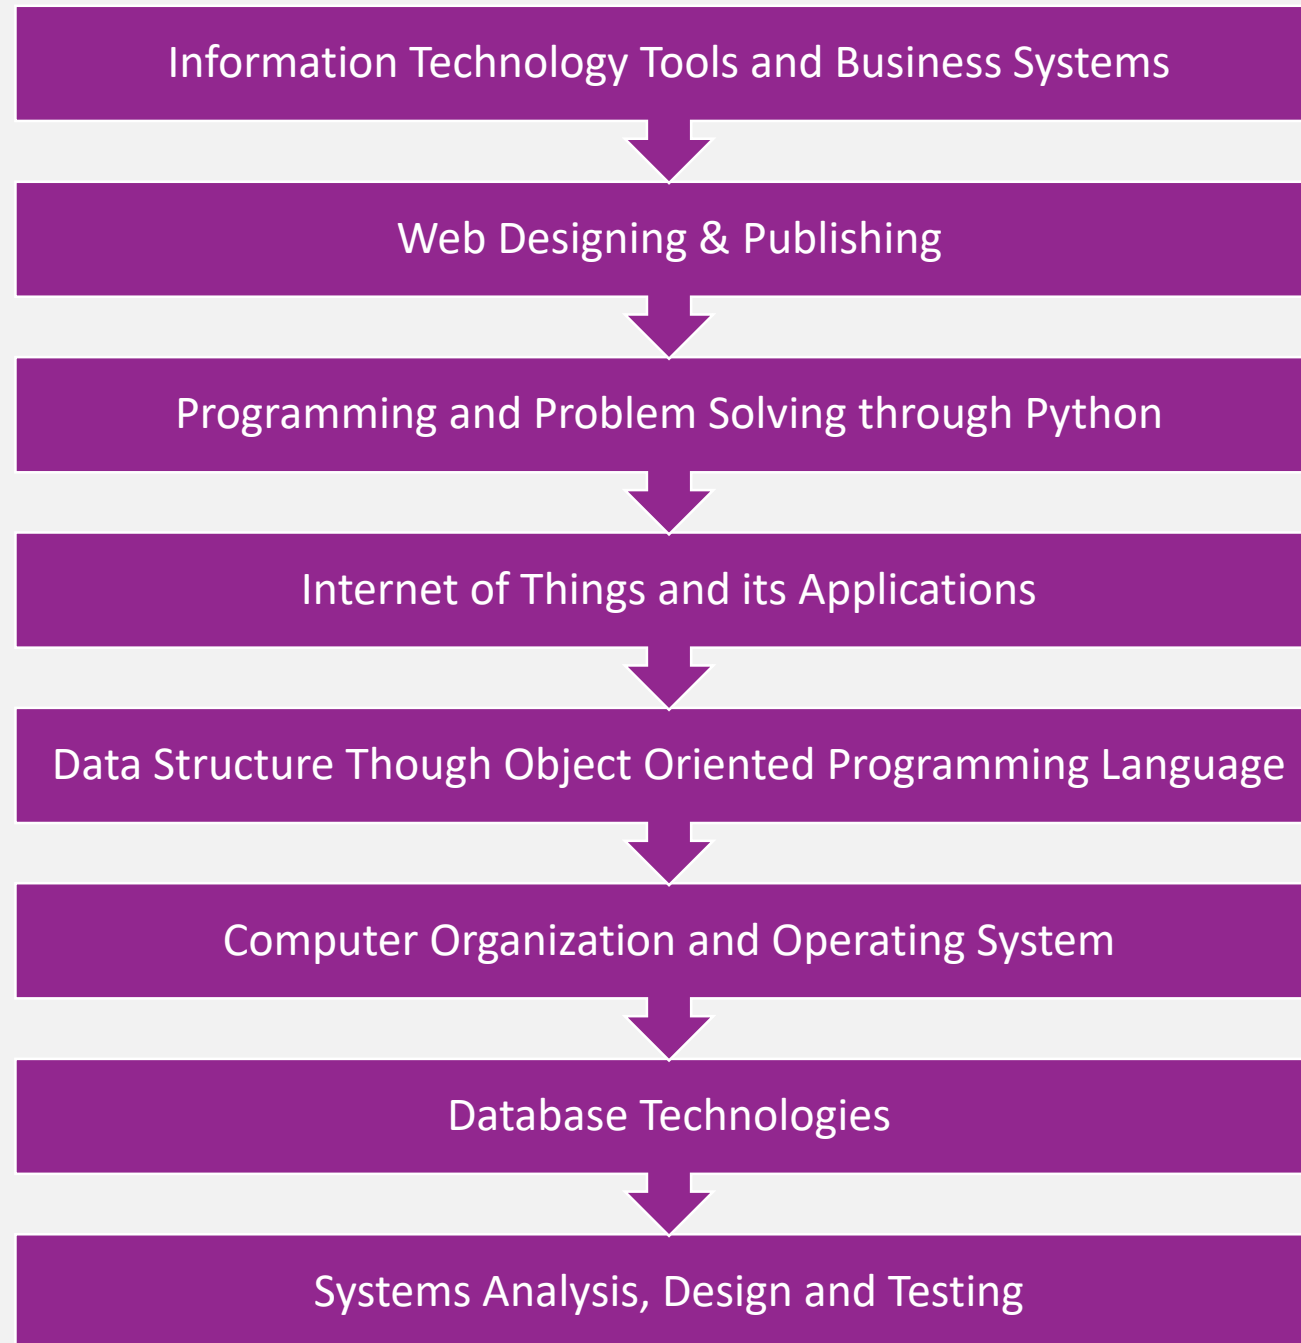 Information Technology Tools and Business Systems
Web Designing & Publishing
Programming and Problem Solving through Python
Internet of Things and its Applications
Data Structure Though Object Oriented Programming Language
Computer Organization and Operating System
Database Technologies
Systems Analysis, Design and Testing